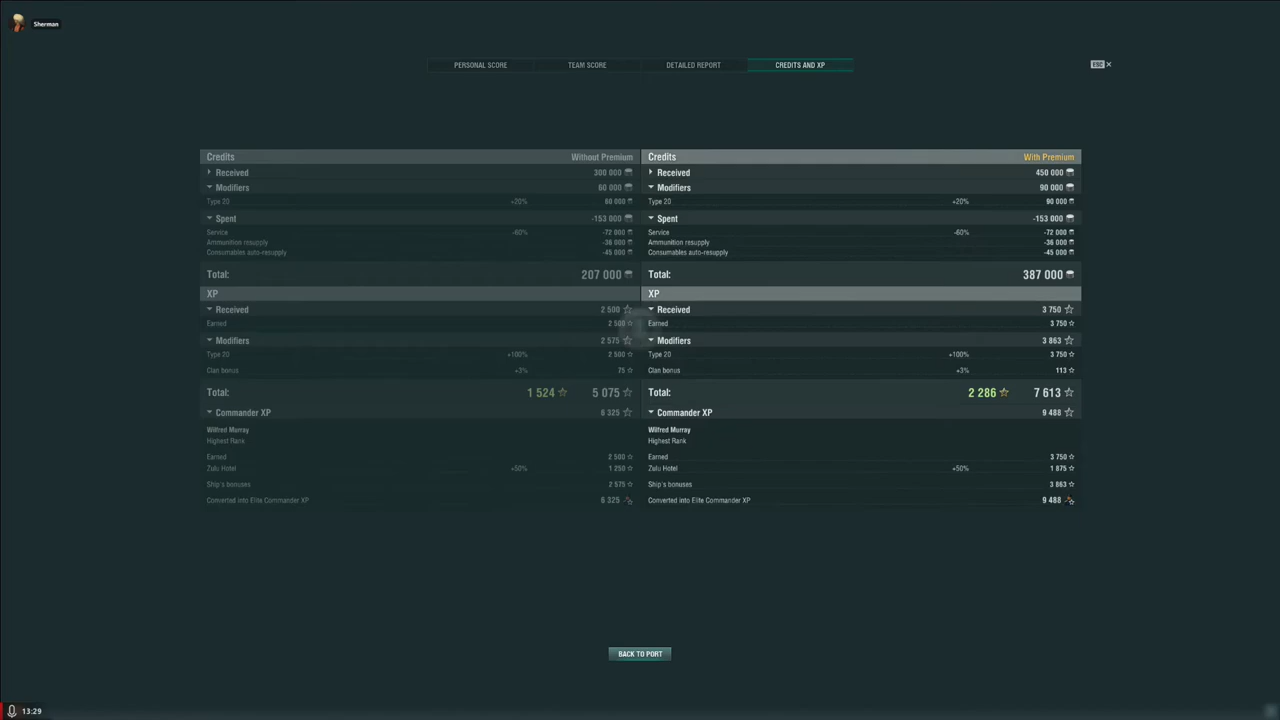 Sherman
PERSONAL SCORE TEAM SCORE DETAILED REPORT CREDITS AND XP
ESC ×
Credits Without Premium
Received 300 000
Modifiers 60 000
Type 20 +20% 60 000
Spent -153 000
Service -60% -72 000
Ammunition resupply -36 000
Consumables auto-resupply -45 000
Total: 207 000
XP
Received 2 500
Earned 2 500
Modifiers 2 575
Type 20 +100% 2 500
Clan bonus +3% 75
Total: 1 524 5 075
Commander XP 6 325
Wilfred Murray
Highest Rank
Earned 2 500
Zulu Hotel +50% 1 250
Ship's bonuses 2 575
Converted into Elite Commander XP 6 325
Credits With Premium
Received 450 000
Modifiers 90 000
Type 20 +20% 90 000
Spent -153 000
Service -60% -72 000
Ammunition resupply -36 000
Consumables auto-resupply -45 000
Total: 387 000
XP
Received 3 750
Earned 3 750
Modifiers 3 863
Type 20 +100% 3 750
Clan bonus +3% 113
Total: 2 286 7 613
Commander XP 9 488
Wilfred Murray
Highest Rank
Earned 3 750
Zulu Hotel +50% 1 875
Ship's bonuses 3 863
Converted into Elite Commander XP 9 488
BACK TO PORT
13:29